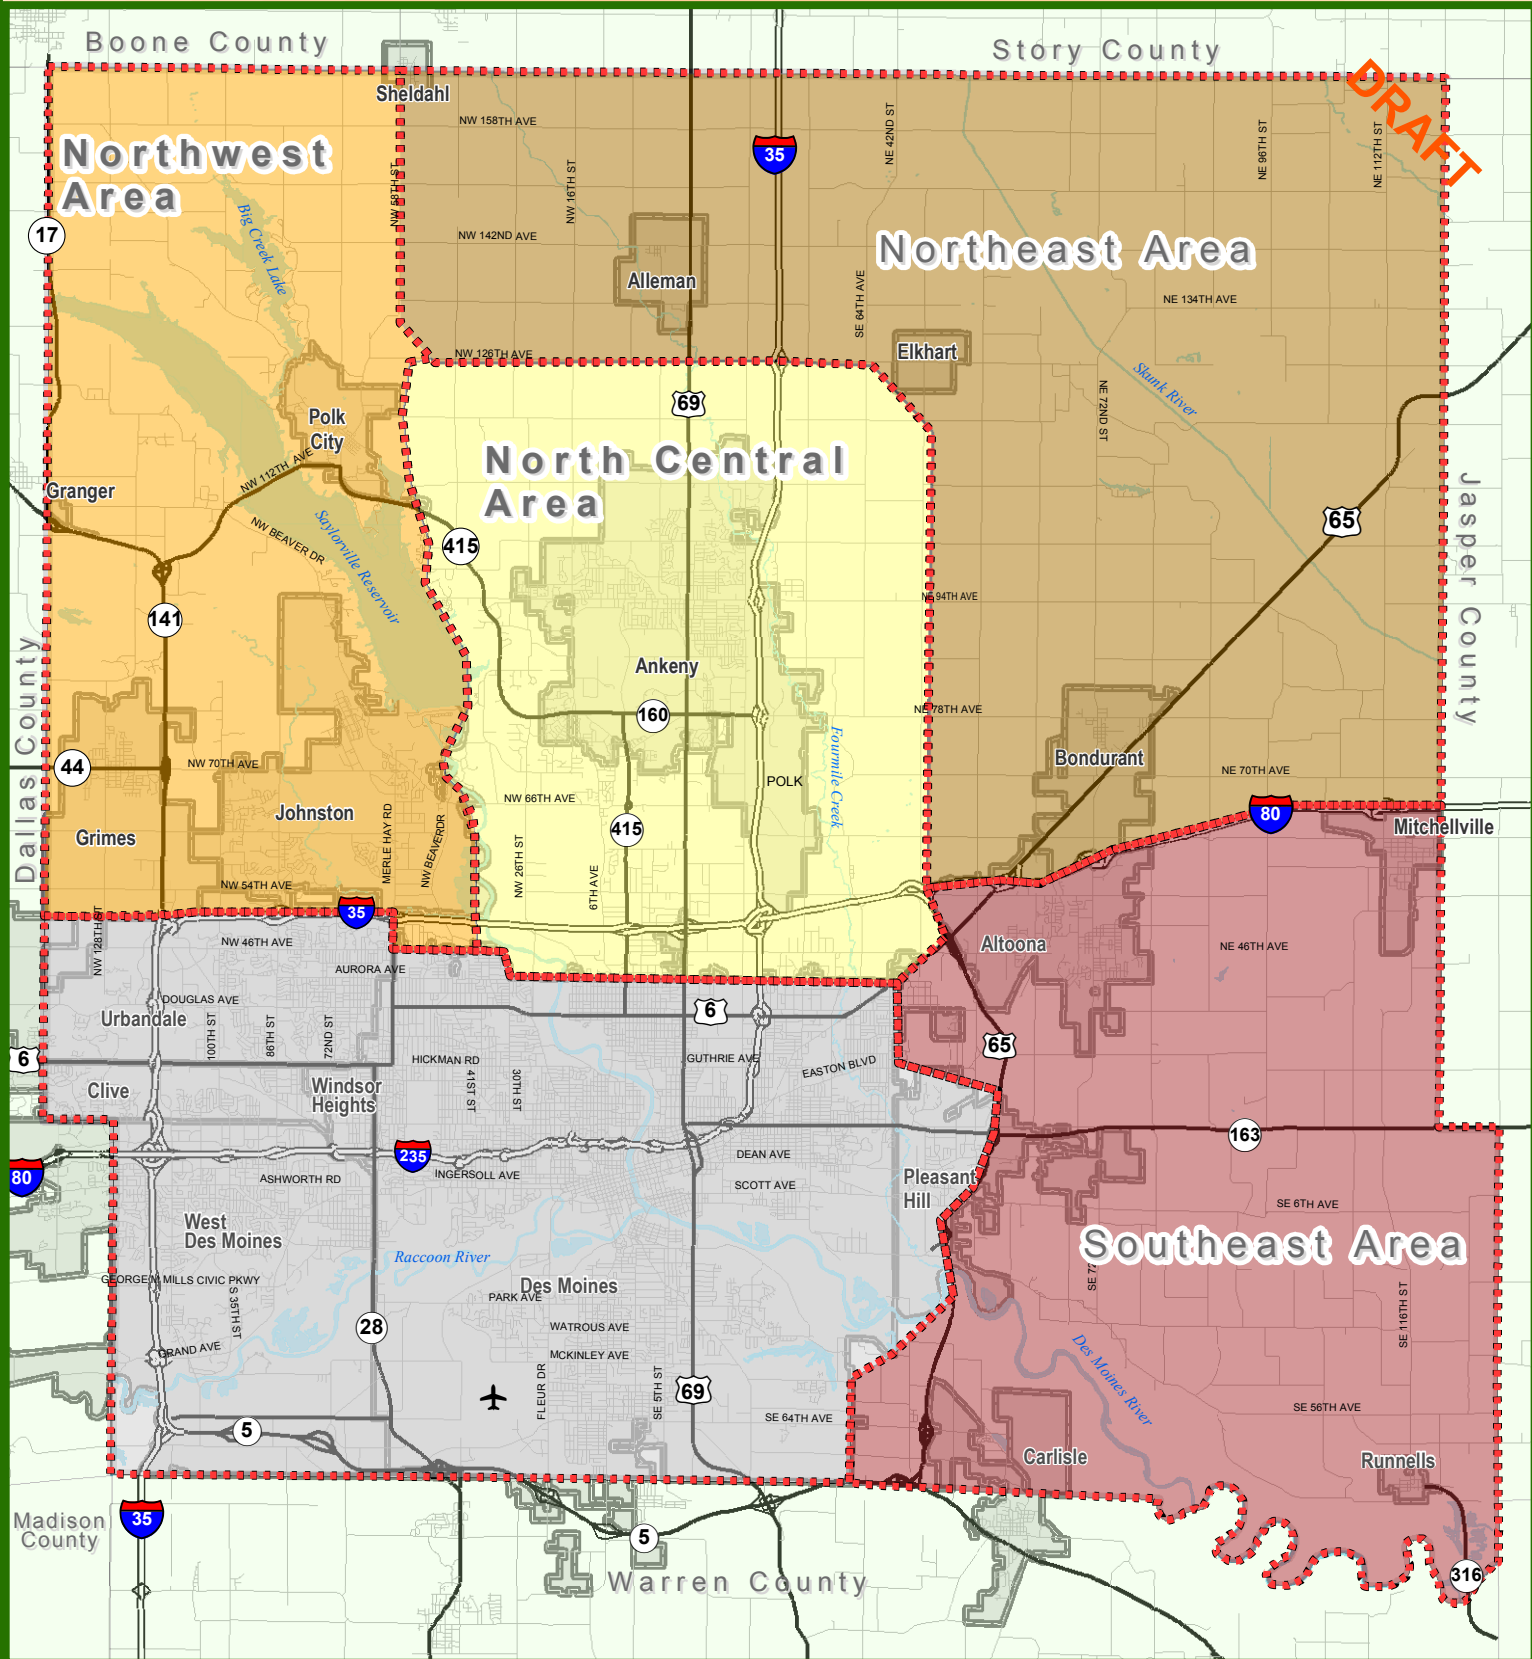 Boone County
Story County
DRAFT
Sheldahl
NW 158TH AVE
35
NE 42ND ST
NE 96TH ST
NE 112TH ST
Northwest
Area
NW 58TH ST
NW 16TH ST
17
Big Creek Lake
NW 142ND AVE
Northeast Area
Alleman
SE 64TH AVE
NE 134TH AVE
NW 126TH AVE
Elkhart
Skunk River
69
NE 72ND ST
Polk
City
North Central
Area
NW 112TH AVE
Granger
Saylorville Reservoir
NW BEAVER DR
415
65
Jasper County
141
NE 94TH AVE
Ankeny
Dallas County
160
NE 78TH AVE
Fourmile Creek
44
NW 70TH AVE
POLK
Bondurant
NE 70TH AVE
NW 66TH AVE
80
Johnston
MERLE HAY RD
NW BEAVERDR
415
Mitchellville
Grimes
NW 26TH ST
6TH AVE
NW 54TH AVE
35
NW 128TH ST
NW 46TH AVE
Altoona
NE 46TH AVE
AURORA AVE
DOUGLAS AVE
Urbandale
100TH ST
86TH ST
72ND ST
6
65
6
HICKMAN RD
GUTHRIE AVE
EASTON BLVD
Clive
Windsor
Heights
41ST ST
30TH ST
163
235
80
INGERSOLL AVE
DEAN AVE
ASHWORTH RD
SCOTT AVE
Pleasant
Hill
SE 6TH AVE
West
Des Moines
Raccoon River
Southeast Area
GEORGE M MILLS CIVIC PKWY
S 35TH ST
Des Moines
PARK AVE
SE 72
SE 116TH ST
28
WATROUS AVE
GRAND AVE
MCKINLEY AVE
Des Moines River
FLEUR DR
SE 5TH ST
69
SE 64TH AVE
SE 56TH AVE
5
Carlisle
Runnells
35
Madison
County
5
Warren County
316